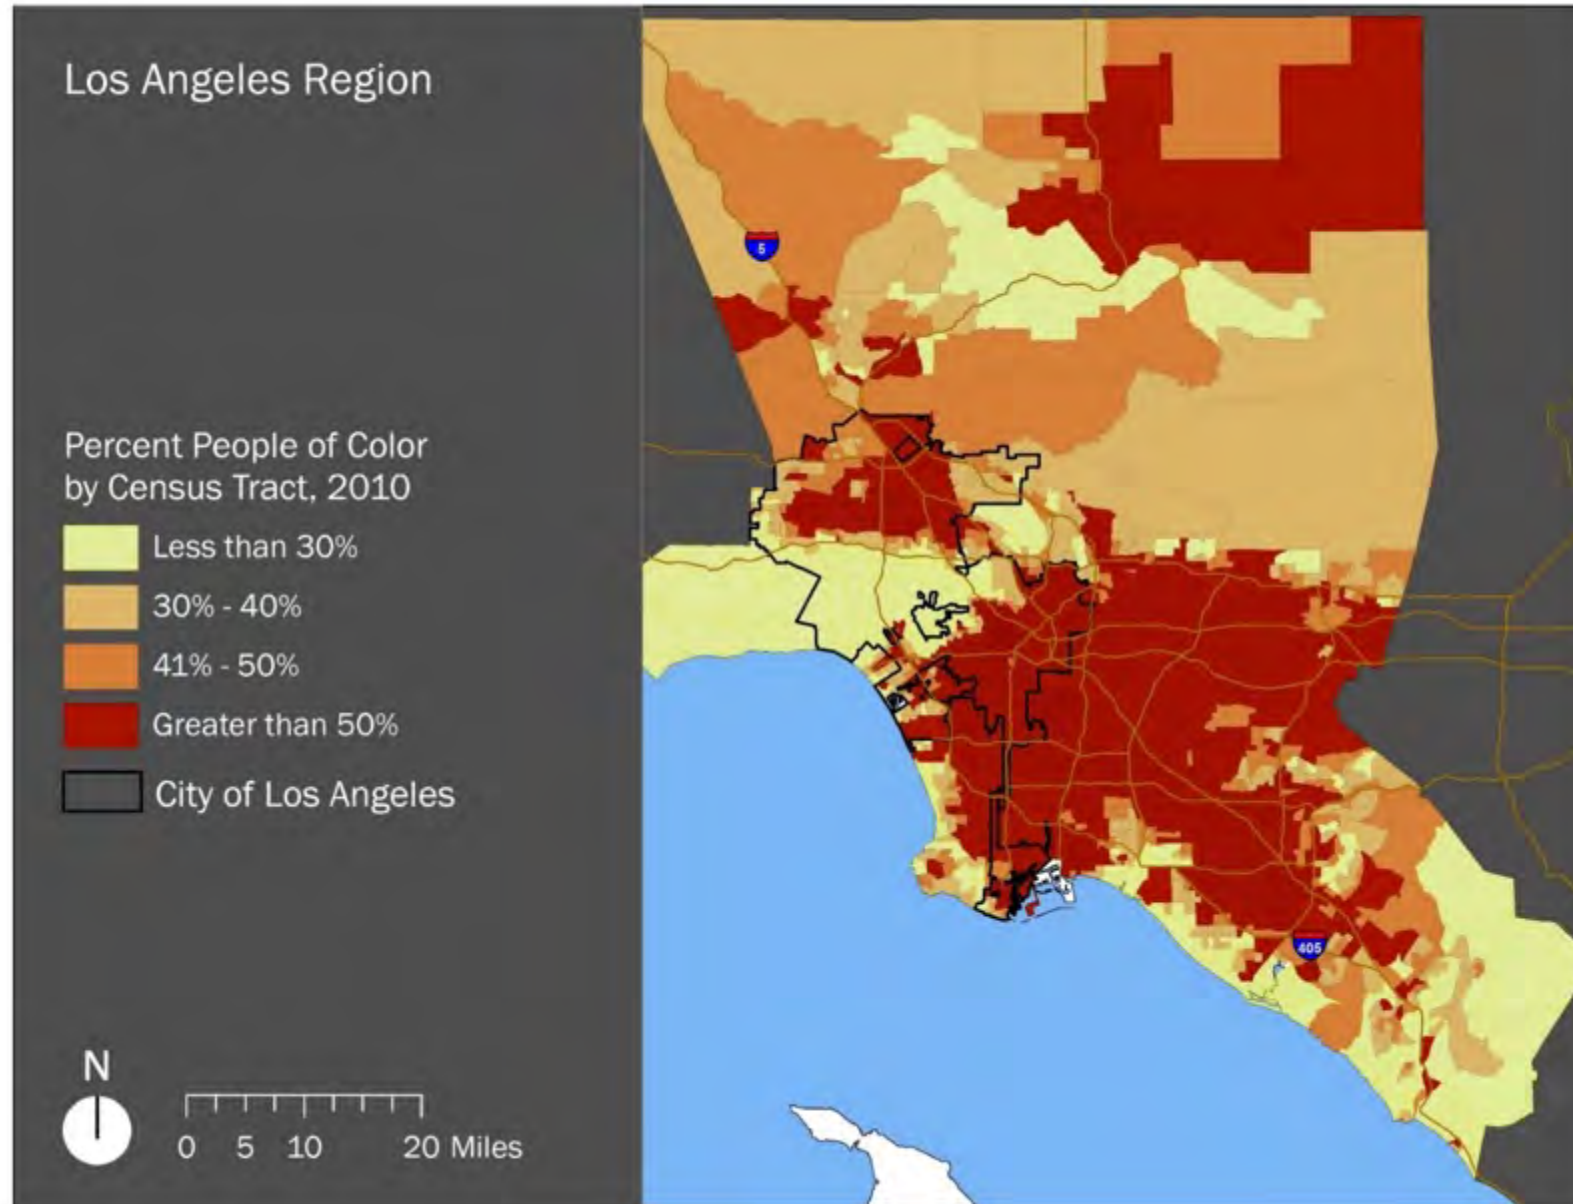 Los Angeles Region
Percent People of Color
by Census Tract, 2010
Less than 30%
30% - 40%
41% - 50%
Greater than 50%
City of Los Angeles
N
0 5 10 20 Miles
5
405